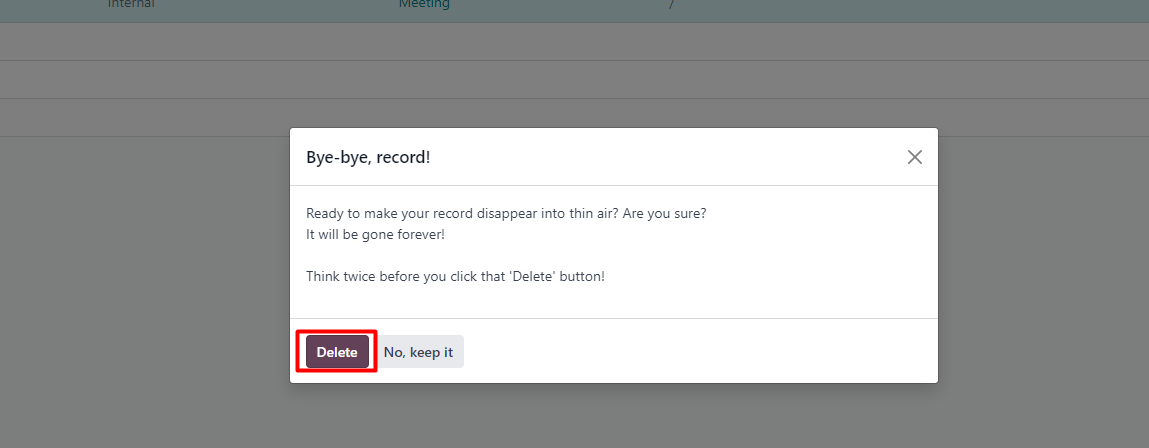 Internal Meeting /
Bye-bye, record!
Ready to make your record disappear into thin air? Are you sure?
It will be gone forever!
Think twice before you click that 'Delete' button!
Delete No, keep it